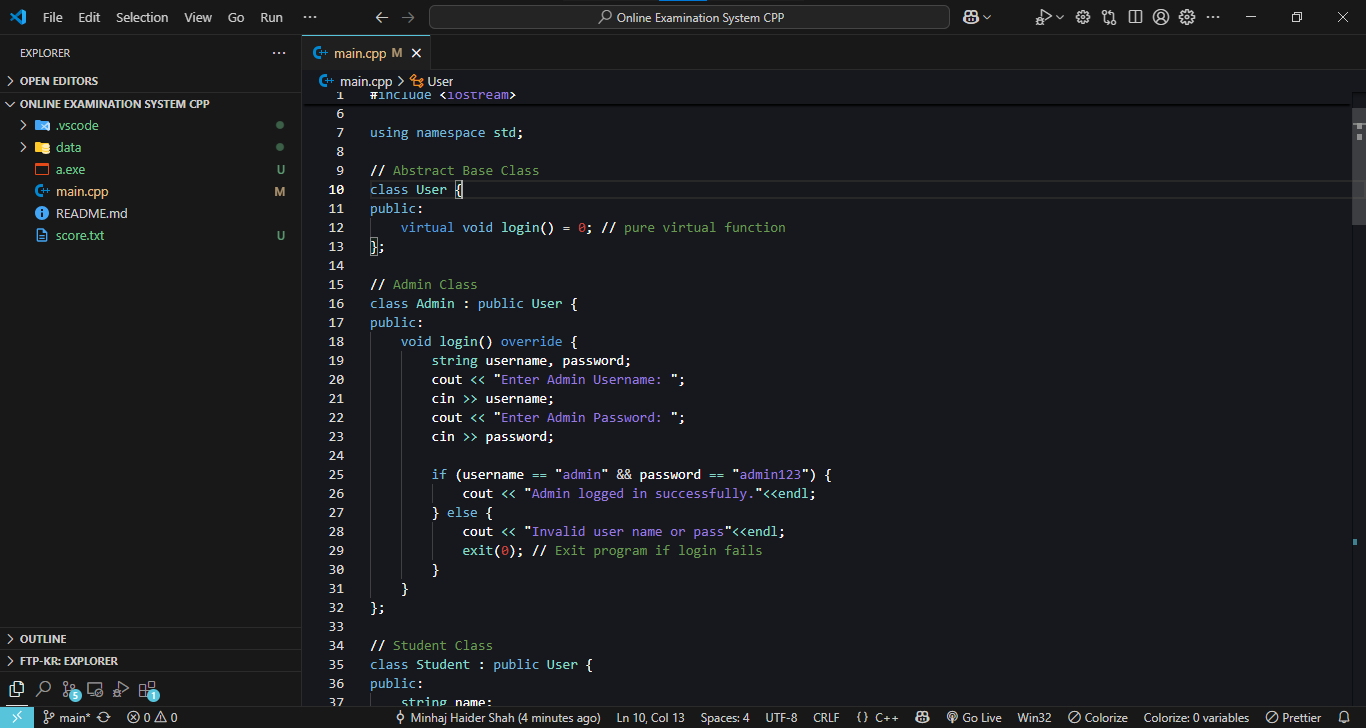 File Edit Selection View Go Run ··· Online Examination System CPP
EXPLORER ···
OPEN EDITORS
ONLINE EXAMINATION SYSTEM CPP
.vscode
data
a.exe U
main.cpp M
README.md
score.txt U
OUTLINE
FTP-KR: EXPLORER
5 1
main.cpp M
main.cpp > User
1 #include <iostream>
6
7 using namespace std;
8
9 // Abstract Base Class
10 class User {
11 public:
12 virtual void login() = 0; // pure virtual function
13 };
14
15 // Admin Class
16 class Admin : public User {
17 public:
18 void login() override {
19 string username, password;
20 cout << "Enter Admin Username: ";
21 cin >> username;
22 cout << "Enter Admin Password: ";
23 cin >> password;
24
25 if (username == "admin" && password == "admin123") {
26 cout << "Admin logged in successfully."<<endl;
27 } else {
28 cout << "Invalid user name or pass"<<endl;
29 exit(0); // Exit program if login fails
30 }
31 }
32 };
33
34 // Student Class
35 class Student : public User {
36 public:
37 string name;
main* 0 0 Minhaj Haider Shah (4 minutes ago) Ln 10, Col 13 Spaces: 4 UTF-8 CRLF {} C++ Go Live Win32 Colorize Colorize: 0 variables Prettier